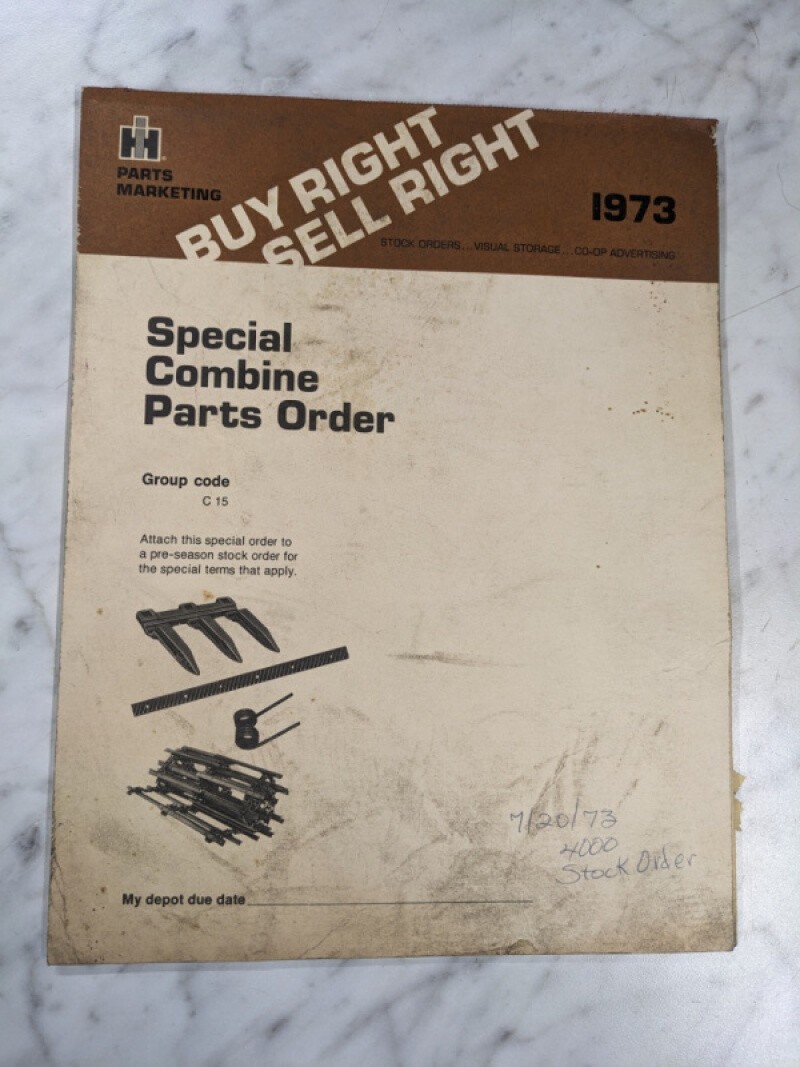 IH
PARTS
MARKETING
BUY RIGHT
SELL RIGHT
1973
STOCK ORDERS...VISUAL STORAGE...CO-OP ADVERTISING
Special
Combine
Parts Order
Group code
C 15
Attach this special order to
a pre-season stock order for
the special terms that apply.
7/20/73
4000
Stock Order
My depot due date